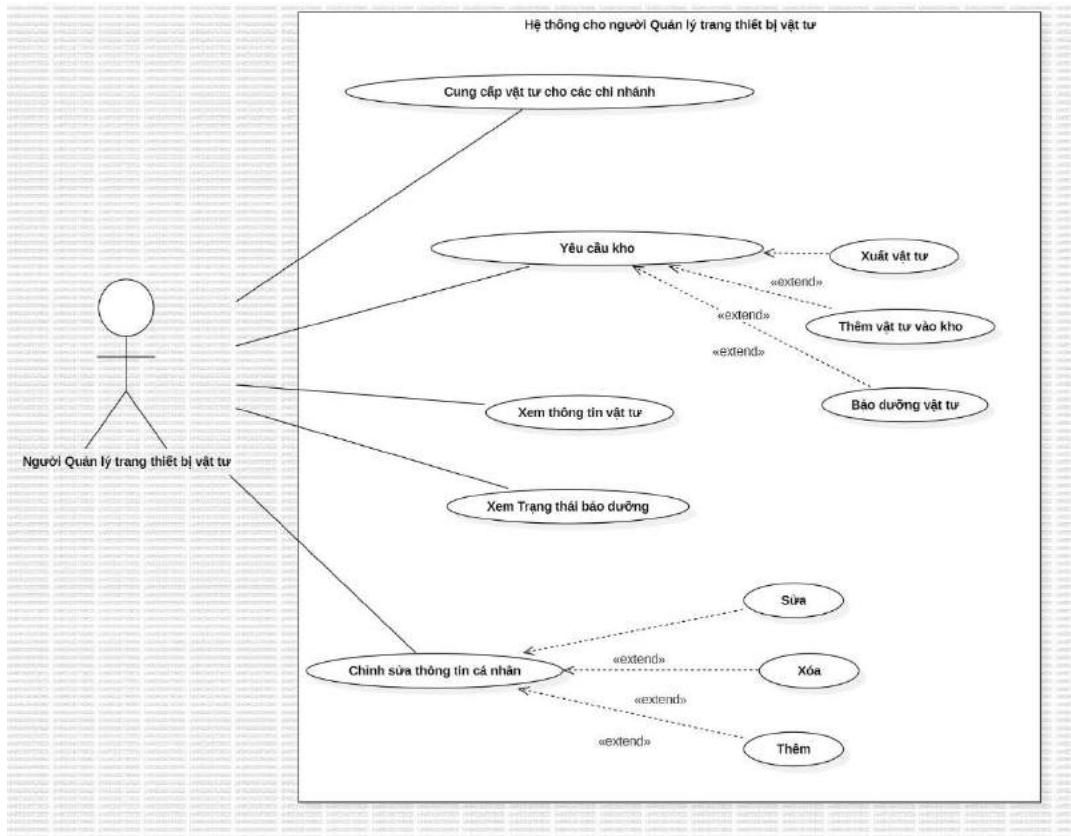 Hệ thống cho người Quản lý trang thiết bị vật tư
Cung cấp vật tư cho các chi nhánh
Yêu cầu kho
Xuất vật tư
«extend»
Thêm vật tư vào kho
«extend»
«extend»
Bảo dưỡng vật tư
Xem thông tin vật tư
Người Quản lý trang thiết bị vật tư
Xem Trạng thái bảo dưỡng
Sửa
Chỉnh sửa thông tin cá nhân
«extend»
Xóa
«extend»
«extend»
Thêm